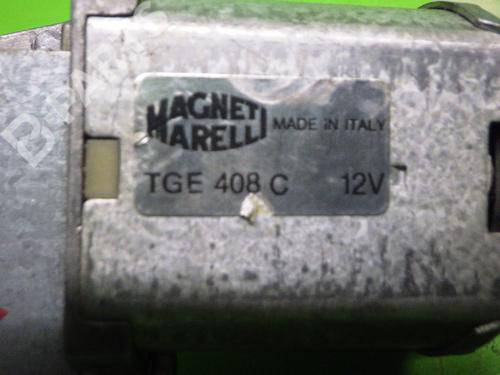 MAGNETI
MARELLI
MADE IN ITALY
TGE 408 C 12V